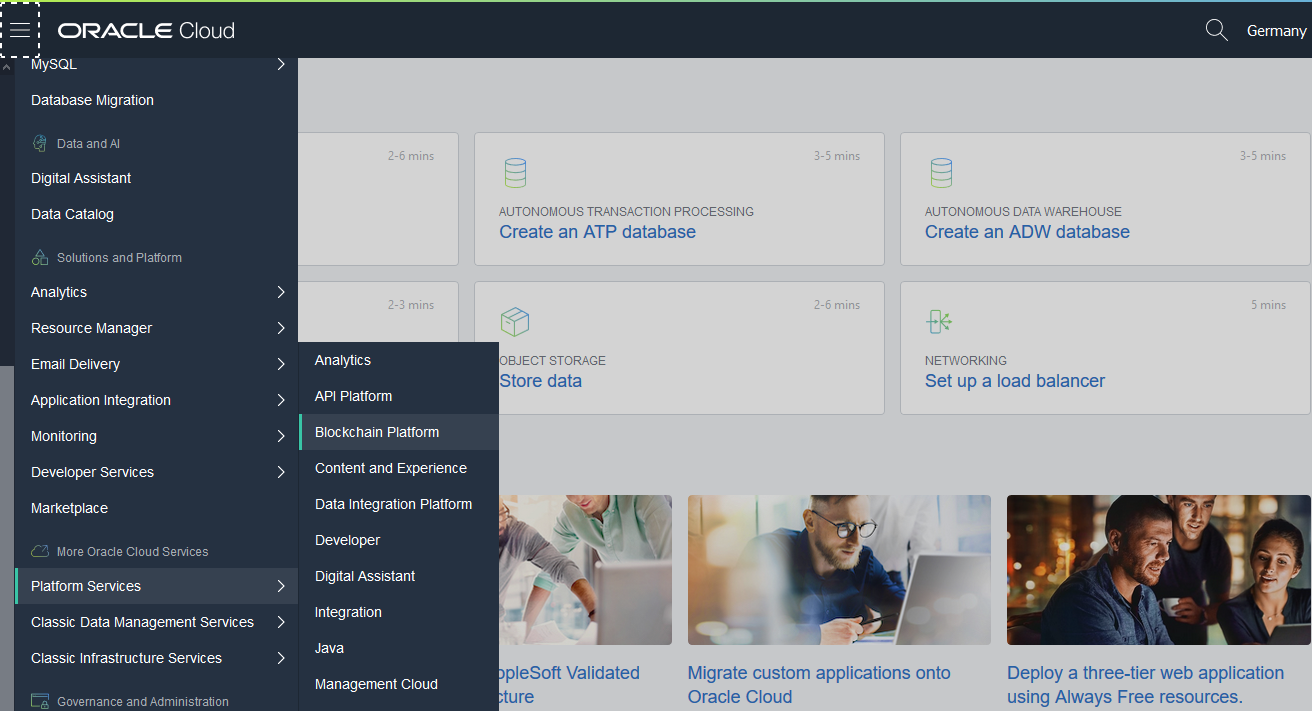 ORACLE Cloud
Germany
MySQL
Database Migration
Data and AI
Digital Assistant
Data Catalog
Solutions and Platform
Analytics
Resource Manager
Email Delivery
Application Integration
Monitoring
Developer Services
Marketplace
More Oracle Cloud Services
Platform Services
Classic Data Management Services
Classic Infrastructure Services
Governance and Administration
Analytics
API Platform
Blockchain Platform
Content and Experience
Data Integration Platform
Developer
Digital Assistant
Integration
Java
Management Cloud
2-6 mins
3-5 mins
AUTONOMOUS TRANSACTION PROCESSING
Create an ATP database
3-5 mins
AUTONOMOUS DATA WAREHOUSE
Create an ADW database
2-3 mins
2-6 mins
OBJECT STORAGE
Store data
5 mins
NETWORKING
Set up a load balancer
opleSoft Validated
cture
Migrate custom applications onto
Oracle Cloud
Deploy a three-tier web application
using Always Free resources.